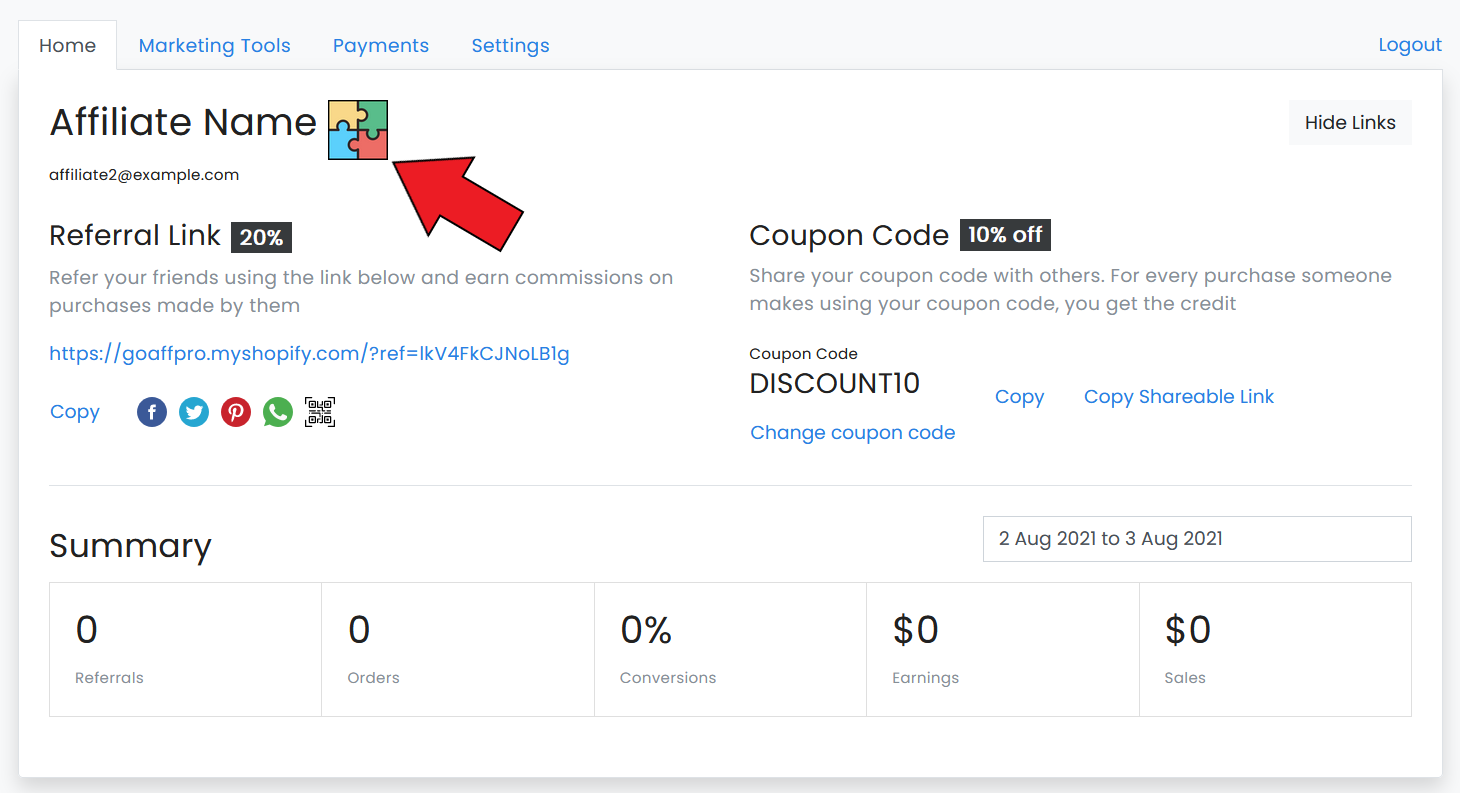 Home Marketing Tools Payments Settings Logout
Affiliate Name
Hide Links
affiliate2@example.com
Referral Link 20%
Refer your friends using the link below and earn commissions on
purchases made by them
https://goaffpro.myshopify.com/?ref=lkV4FkCJNoLB1g
Copy
Coupon Code 10% off
Share your coupon code with others. For every purchase someone
makes using your coupon code, you get the credit
Coupon Code
DISCOUNT10
Copy Copy Shareable Link
Change coupon code
Summary
2 Aug 2021 to 3 Aug 2021
0
Referrals
0
Orders
0%
Conversions
$0
Earnings
$0
Sales